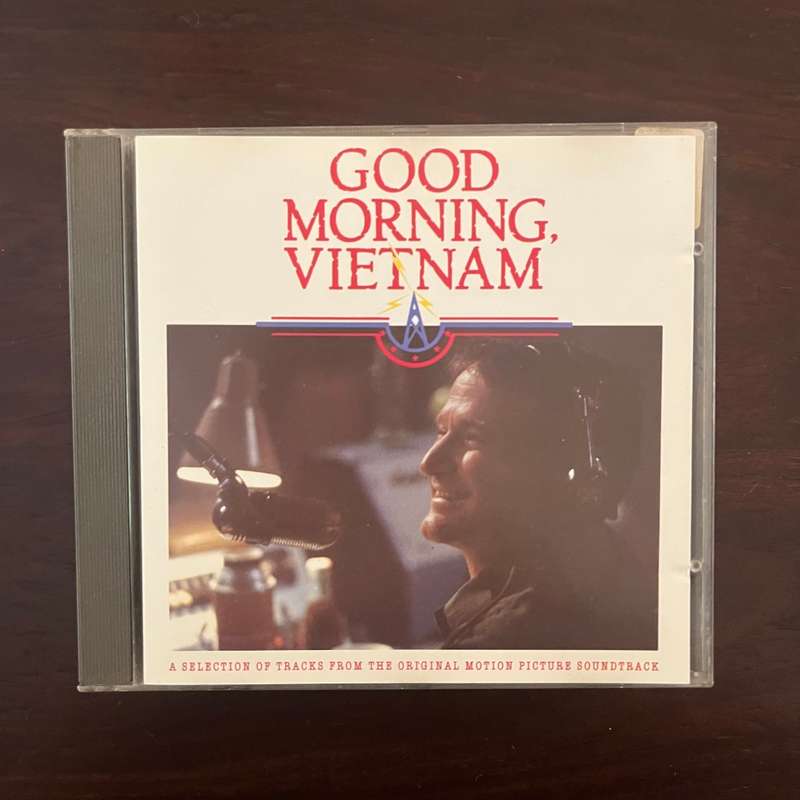 GOOD
MORNING,
VIETNAM
A SELECTION OF TRACKS FROM THE ORIGINAL MOTION PICTURE SOUNDTRACK